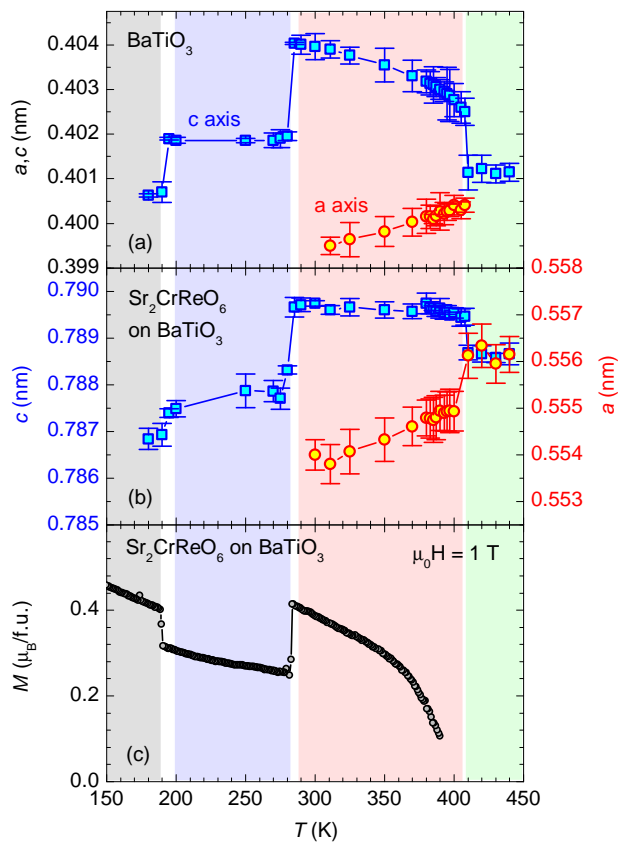 0.404
0.403
0.402
0.401
0.400
0.399
a,c (nm)
BaTiO3
c axis
a axis
(a)
0.790
0.789
0.788
0.787
0.786
0.785
c (nm)
Sr2CrReO6
on BaTiO3
(b)
0.558
0.557
0.556
0.555
0.554
0.553
a (nm)
Sr2CrReO6 on BaTiO3
μ0H = 1 T
0.4
0.2
0.0
M (μB/f.u.)
(c)
150 200 250 300 350 400 450
T (K)